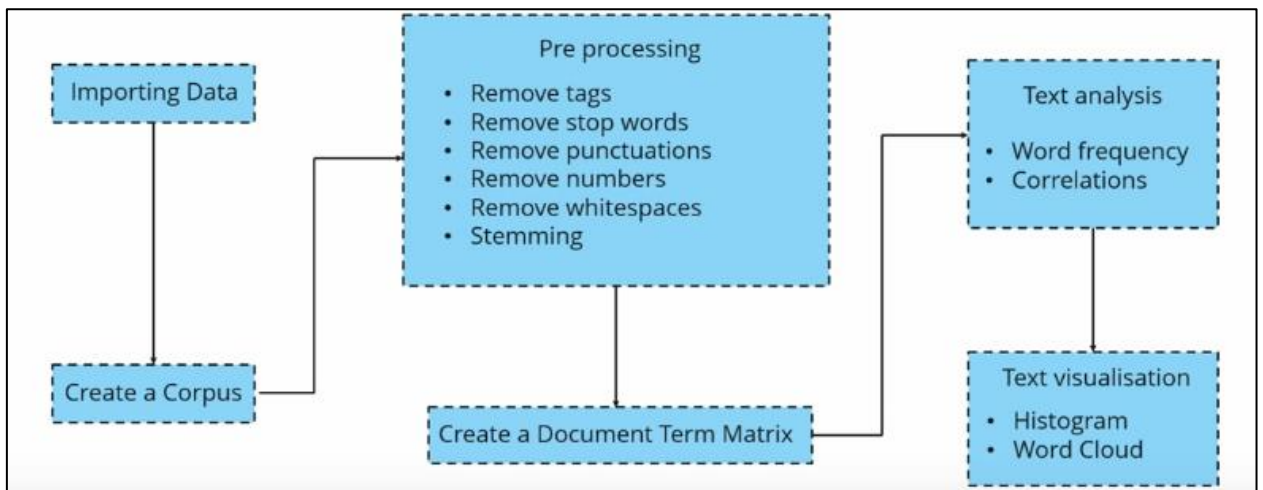 Importing Data
Create a Corpus
Pre processing
• Remove tags
• Remove stop words
• Remove punctuations
• Remove numbers
• Remove whitespaces
• Stemming
Create a Document Term Matrix
Text analysis
• Word frequency
• Correlations
Text visualisation
• Histogram
• Word Cloud